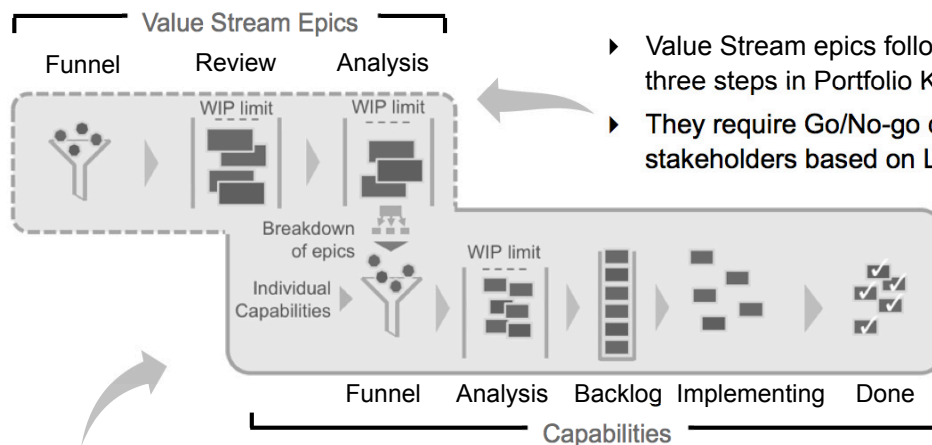 Value Stream Epics
Funnel Review Analysis
WIP limit WIP limit
▸ Value Stream epics follo
three steps in Portfolio K
▸ They require Go/No-go
stakeholders based on L
Breakdown
of epics
Individual
Capabilities
WIP limit
Funnel Analysis Backlog Implementing Done
Capabilities